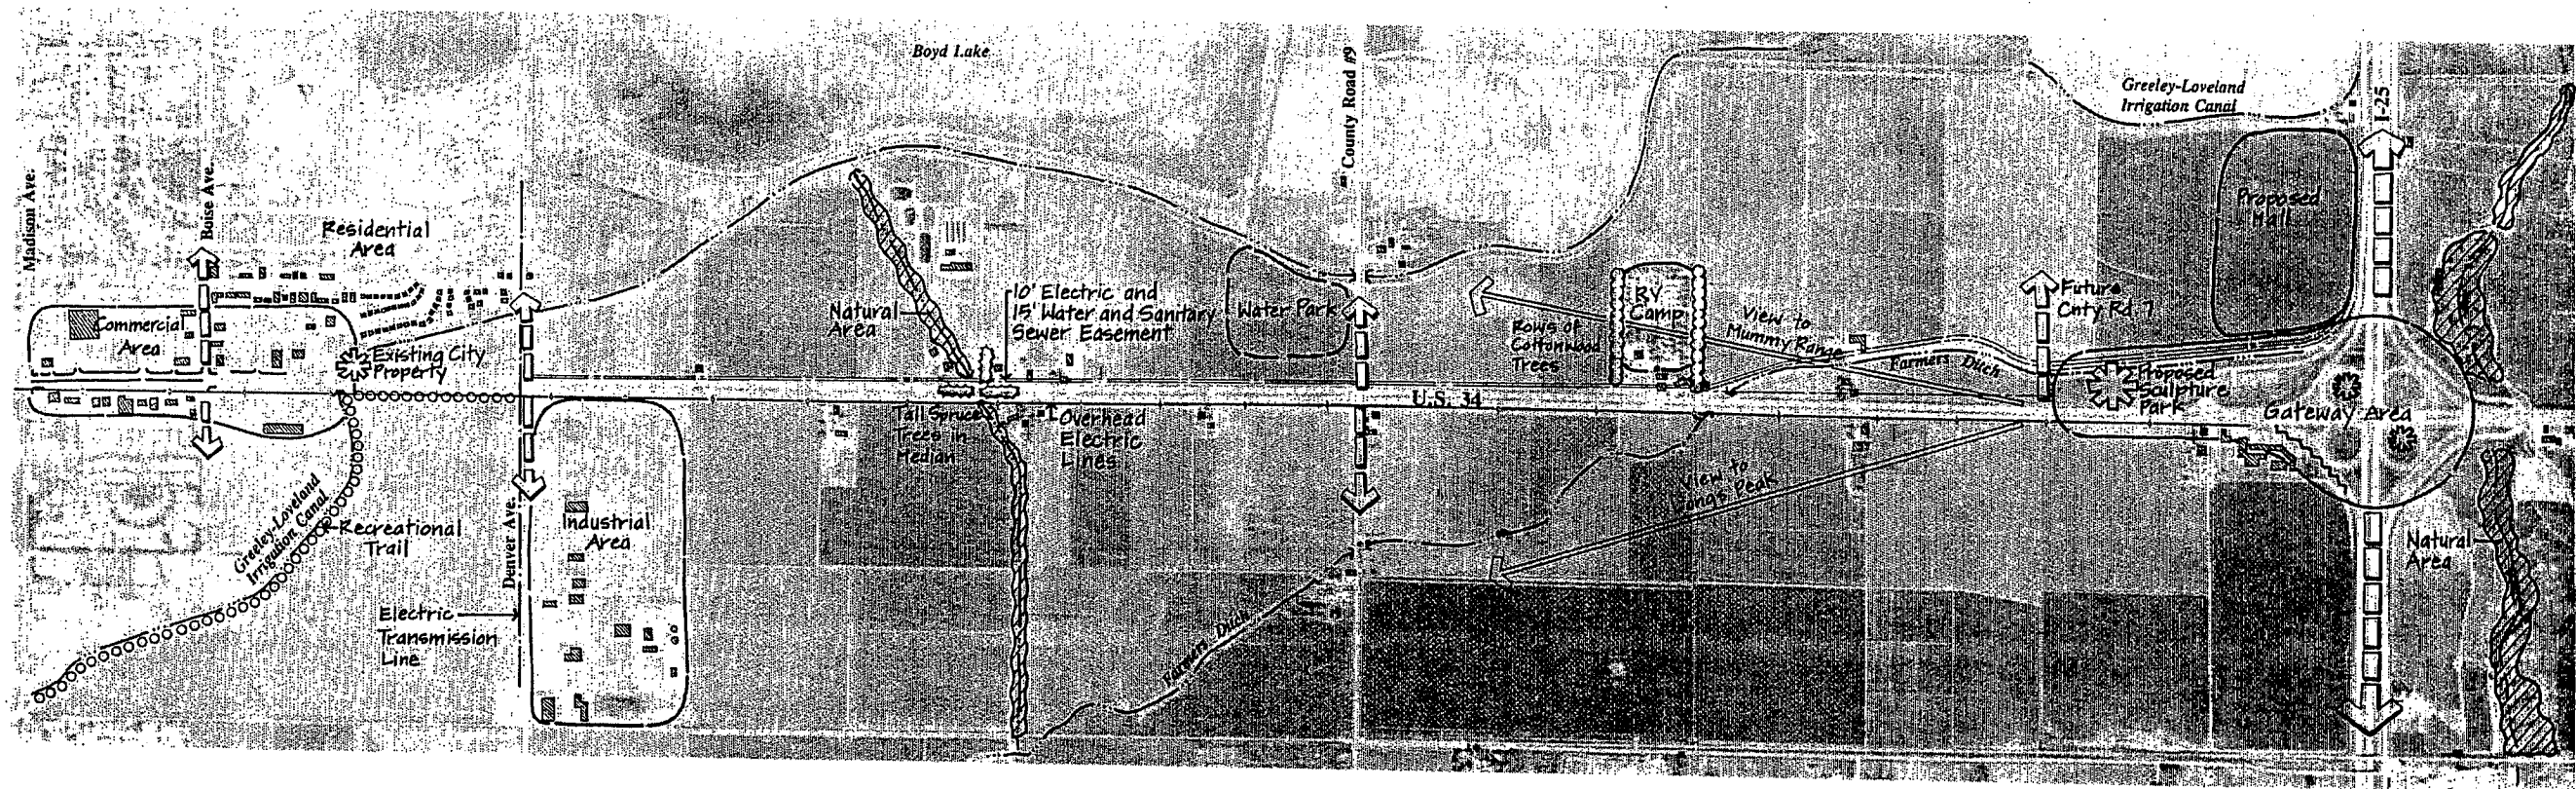 Boyd Lake
County Road #9
Greeley-Loveland
Irrigation Canal
I-25
Madison Ave.
Boise Ave.
Residential
Area
Proposed
Mall
Commercial
Area
Natural
Area
10' Electric and
15' Water and Sanitary
Sewer Easement
Water Park
RV
Camp
Rows of
Cottonwood
Trees
View to
Mummy Range
Future
Cnty Rd 7
Existing City
Property
Farmers Ditch
Proposed
Sculpture
Park
Gateway Area
U.S. 34
Tall Spruce
Trees in
Median
Overhead
Electric
Lines
View to
Longs Peak
Greeley-Loveland
Irrigation Canal
Recreational
Trail
Denver Ave.
Industrial
Area
Natural
Area
Electric
Transmission
Line
Farmers Ditch